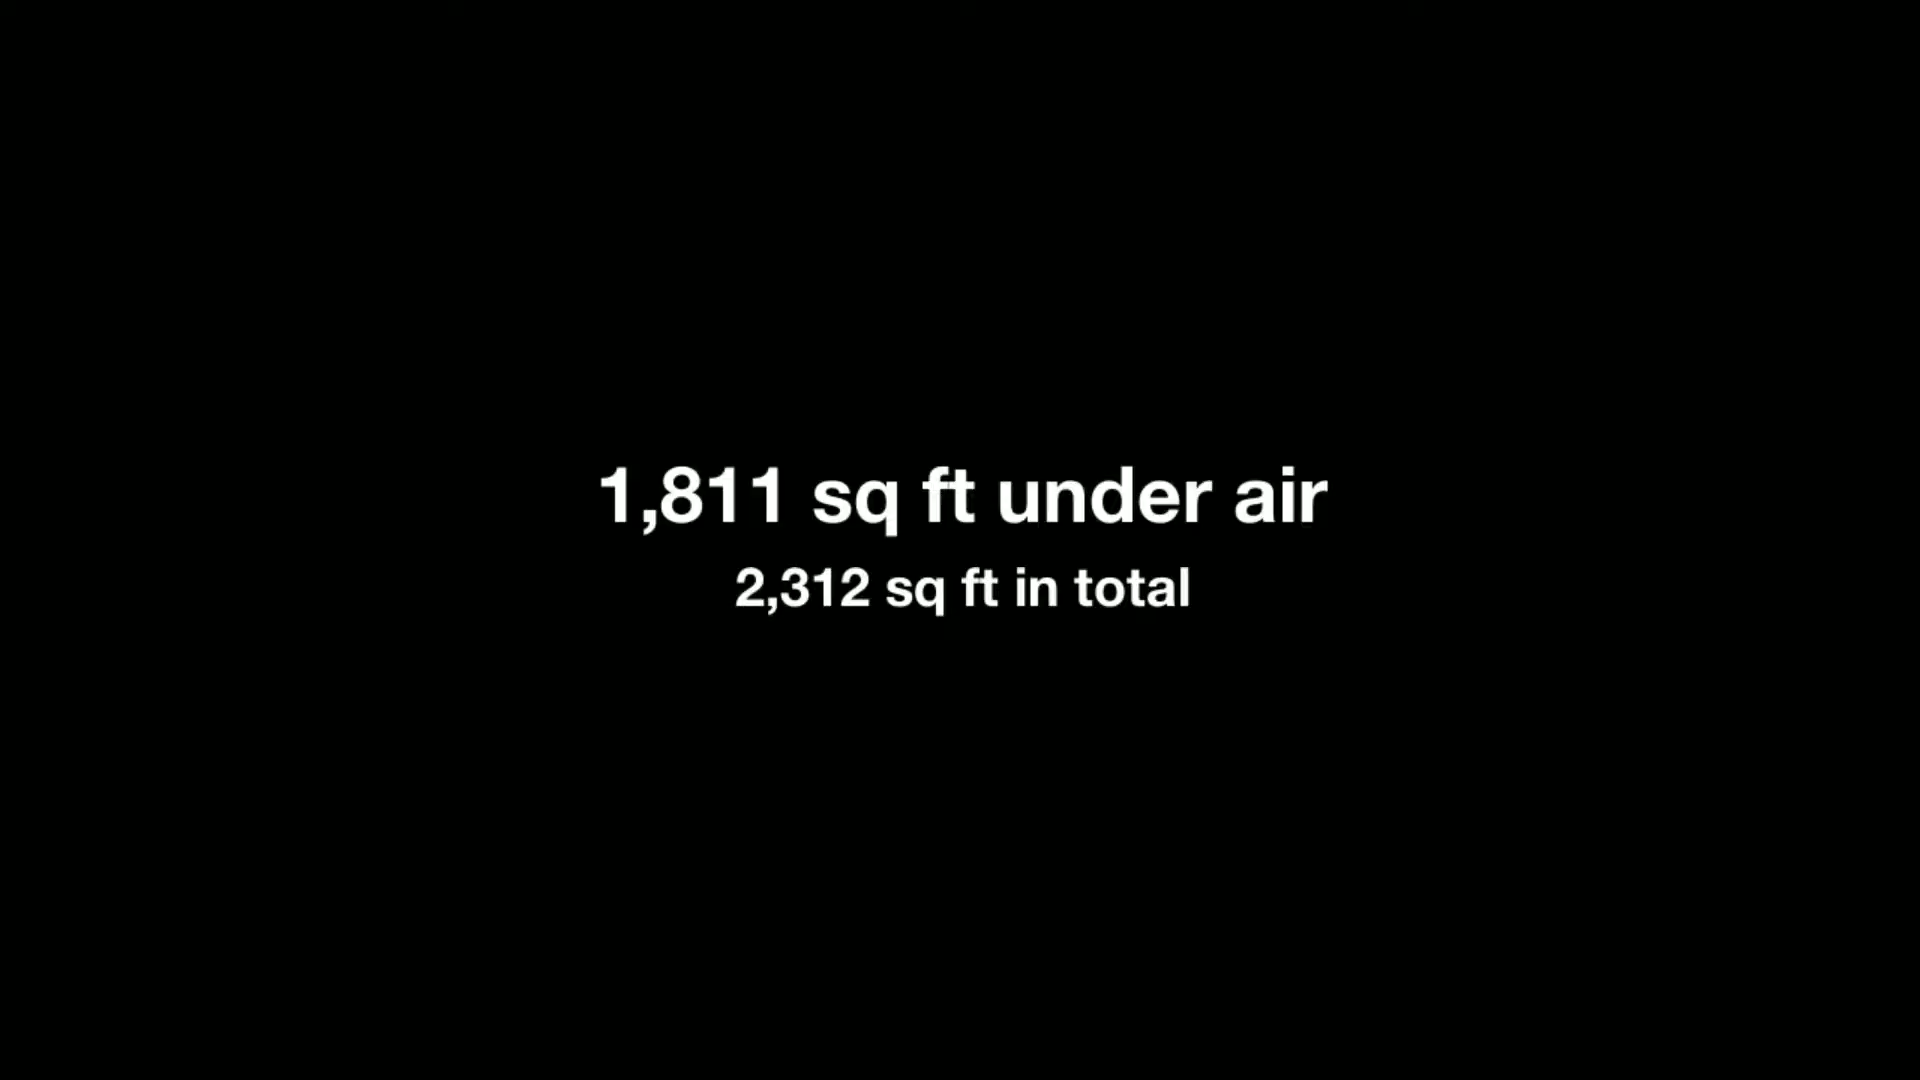 1,811 sq ft under air
2,312 sq ft in total